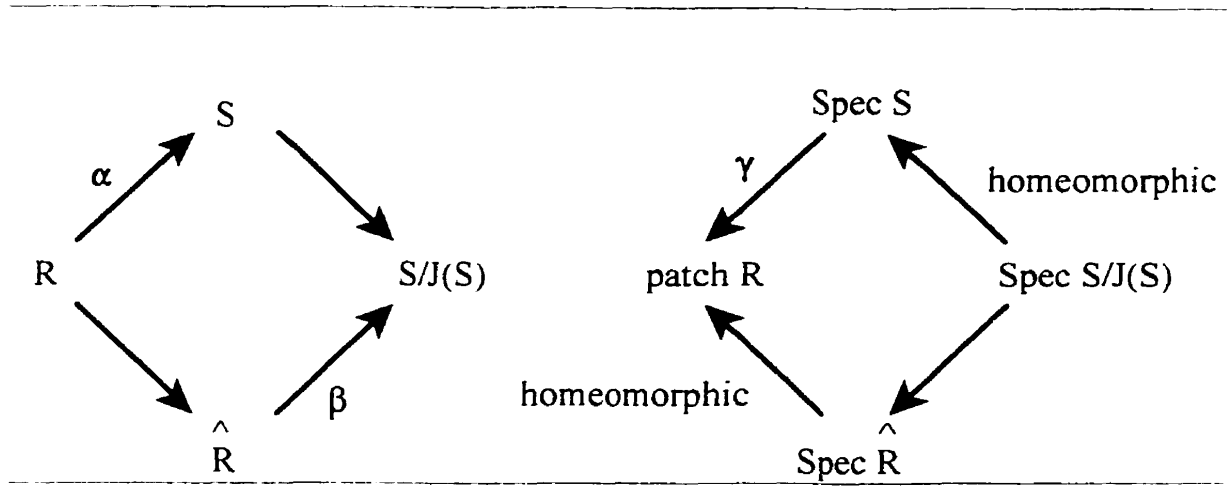 S
α
R
S/J(S)
β
R̂
Spec S
γ
homeomorphic
patch R
Spec S/J(S)
homeomorphic
Spec R̂